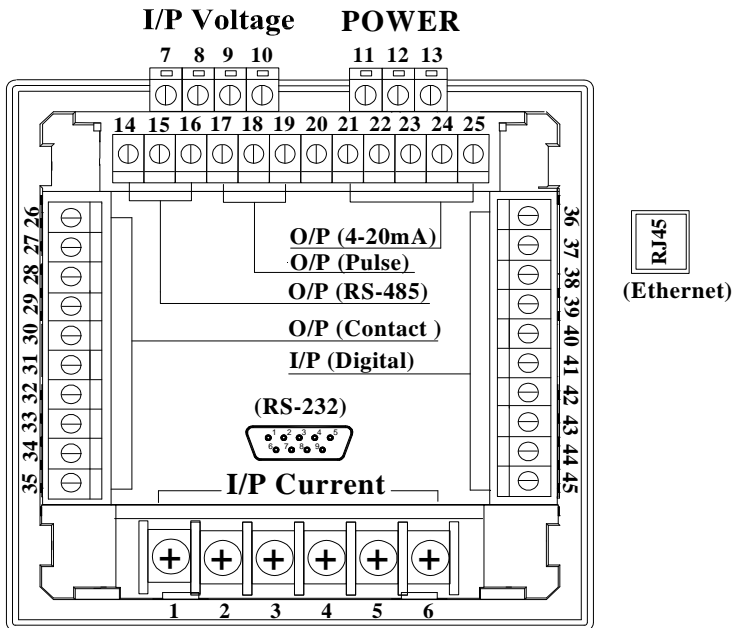 I/P Voltage POWER
7 8 9 10 11 12 13
14 15 16 17 18 19 20 21 22 23 24 25
26
27
28
29
30
31
32
33
34
35
O/P (4-20mA)
O/P (Pulse)
O/P (RS-485)
O/P (Contact )
I/P (Digital)
36
37
38
39
40
41
42
43
44
45
RJ45
(Ethernet)
(RS-232)
1 2 3 4 5
6 7 8 9
I/P Current
1 2 3 4 5 6